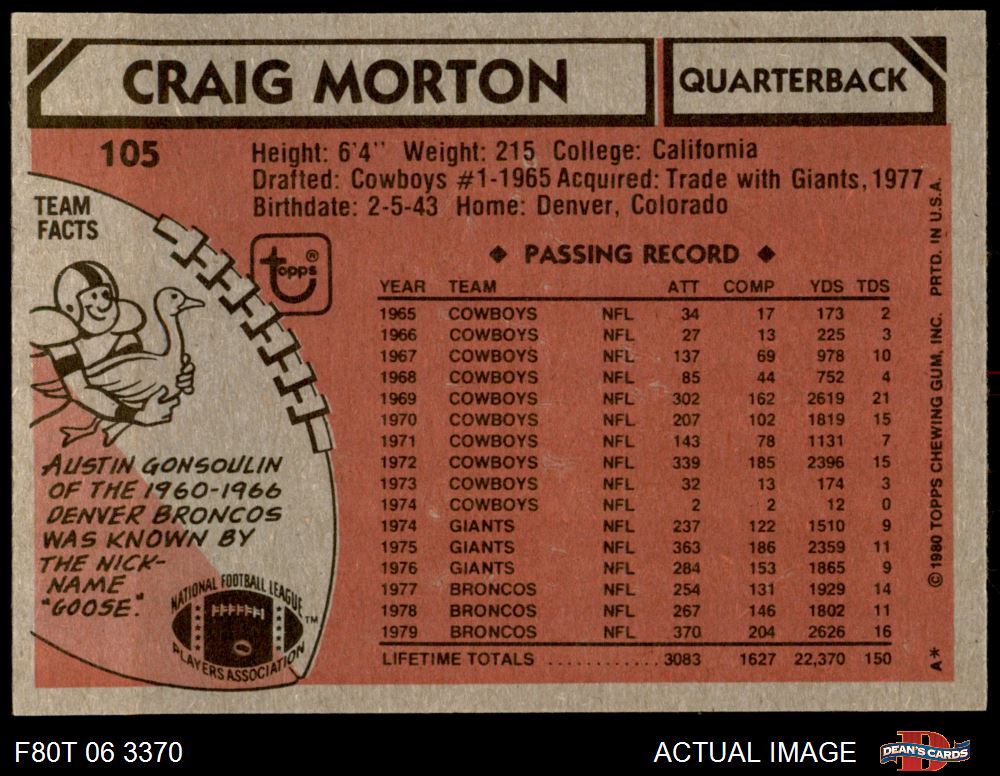 CRAIG MORTON QUARTERBACK
105
Height: 6'4" Weight: 215 College: California
Drafted: Cowboys #1-1965 Acquired: Trade with Giants, 1977
Birthdate: 2-5-43 Home: Denver, Colorado
TEAM
FACTS
topps®
◆ PASSING RECORD ◆
YEAR TEAM ATT COMP YDS TDS
1965 COWBOYS NFL 34 17 173 2
1966 COWBOYS NFL 27 13 225 3
1967 COWBOYS NFL 137 69 978 10
1968 COWBOYS NFL 85 44 752 4
1969 COWBOYS NFL 302 162 2619 21
1970 COWBOYS NFL 207 102 1819 15
1971 COWBOYS NFL 143 78 1131 7
1972 COWBOYS NFL 339 185 2396 15
1973 COWBOYS NFL 32 13 174 3
1974 COWBOYS NFL 2 2 12 0
1974 GIANTS NFL 237 122 1510 9
1975 GIANTS NFL 363 186 2359 11
1976 GIANTS NFL 284 153 1865 9
1977 BRONCOS NFL 254 131 1929 14
1978 BRONCOS NFL 267 146 1802 11
1979 BRONCOS NFL 370 204 2626 16
LIFETIME TOTALS ............ 3083 1627 22,370 150
AUSTIN GONSOULIN
OF THE 1960-1966
DENVER BRONCOS
WAS KNOWN BY
THE NICK-
NAME
"GOOSE."
NATIONAL FOOTBALL LEAGUE
PLAYERS ASSOCIATION
TM
A* © 1980 TOPPS CHEWING GUM, INC. PRTD. IN U.S.A.
F80T 06 3370 ACTUAL IMAGE
D
DEAN'S CARDS